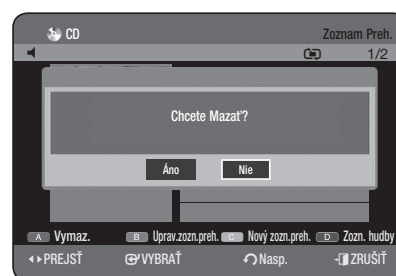 CD Zoznam Preh.
1/2
Chcete Mazat'?
Áno Nie
A Vymaz. B Uprav.zozn.preh. C Nový zozn.preh. D Zozn. hudby
PREJSŤ VYBRAŤ Nasp. ZRUŠIŤ